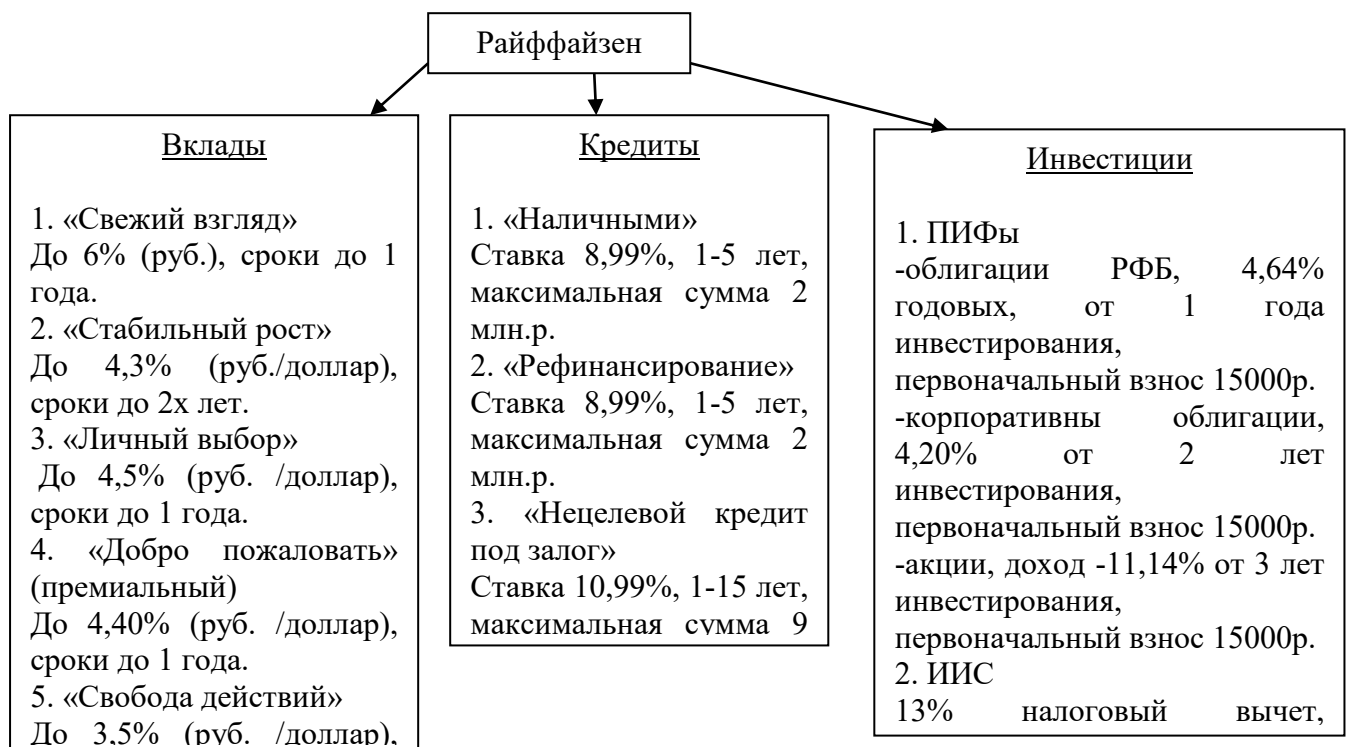 Райффайзен
Вклады
1. «Свежий взгляд»
До 6% (руб.), сроки до 1
года.
2. «Стабильный рост»
До 4,3% (руб./доллар),
сроки до 2х лет.
3. «Личный выбор»
До 4,5% (руб. /доллар),
сроки до 1 года.
4. «Добро пожаловать»
(премиальный)
До 4,40% (руб. /доллар),
сроки до 1 года.
5. «Свобода действий»
До 3,5% (руб. /доллар),
Кредиты
1. «Наличными»
Ставка 8,99%, 1-5 лет,
максимальная сумма 2
млн.р.
2. «Рефинансирование»
Ставка 8,99%, 1-5 лет,
максимальная сумма 2
млн.р.
3. «Нецелевой кредит
под залог»
Ставка 10,99%, 1-15 лет,
максимальная сумма 9
Инвестиции
1. ПИФы
-облигации РФБ, 4,64%
годовых, от 1 года
инвестирования,
первоначальный взнос 15000р.
-корпоративны облигации,
4,20% от 2 лет
инвестирования,
первоначальный взнос 15000р.
-акции, доход -11,14% от 3 лет
инвестирования,
первоначальный взнос 15000р.
2. ИИС
13% налоговый вычет,